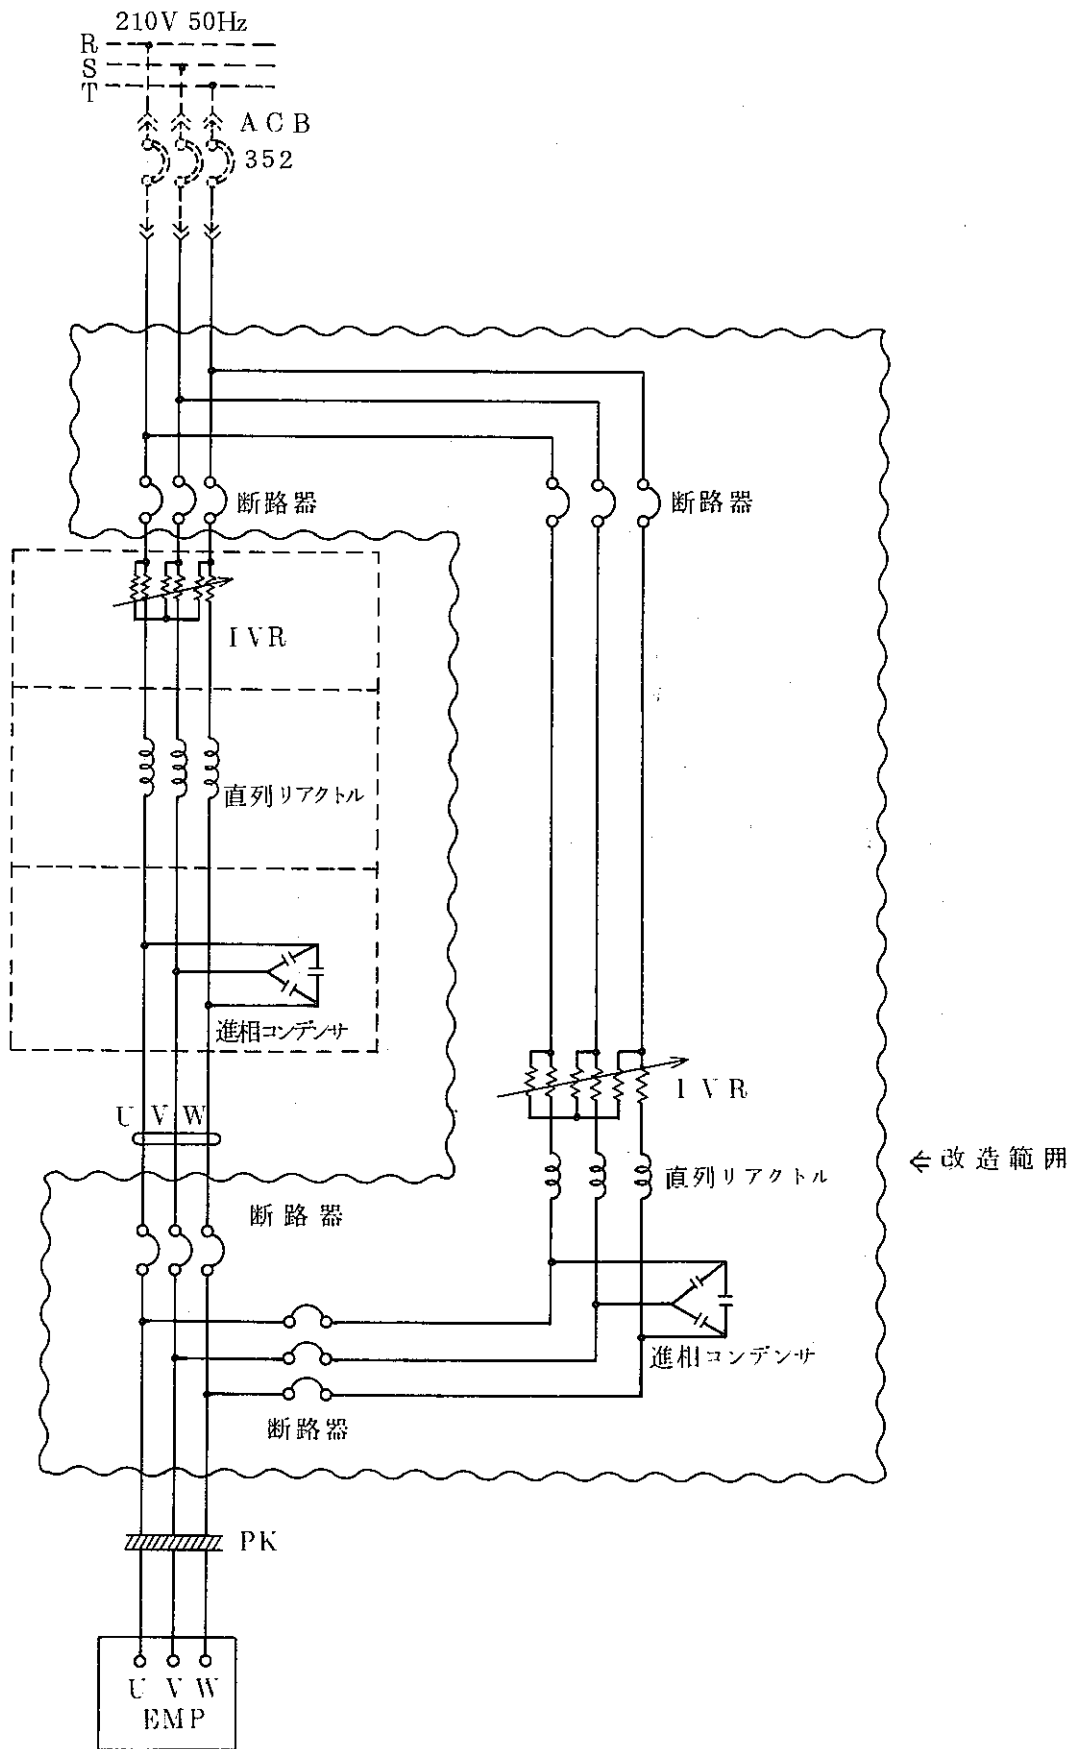 210V 50Hz
R
S
T
ACB
352
断路器
断路器
IVR
直列リアクトル
進相コンデンサ
IVR
U V W
直列リアクトル
⇐ 改造範囲
断路器
進相コンデンサ
断路器
PK
U V W
EMP